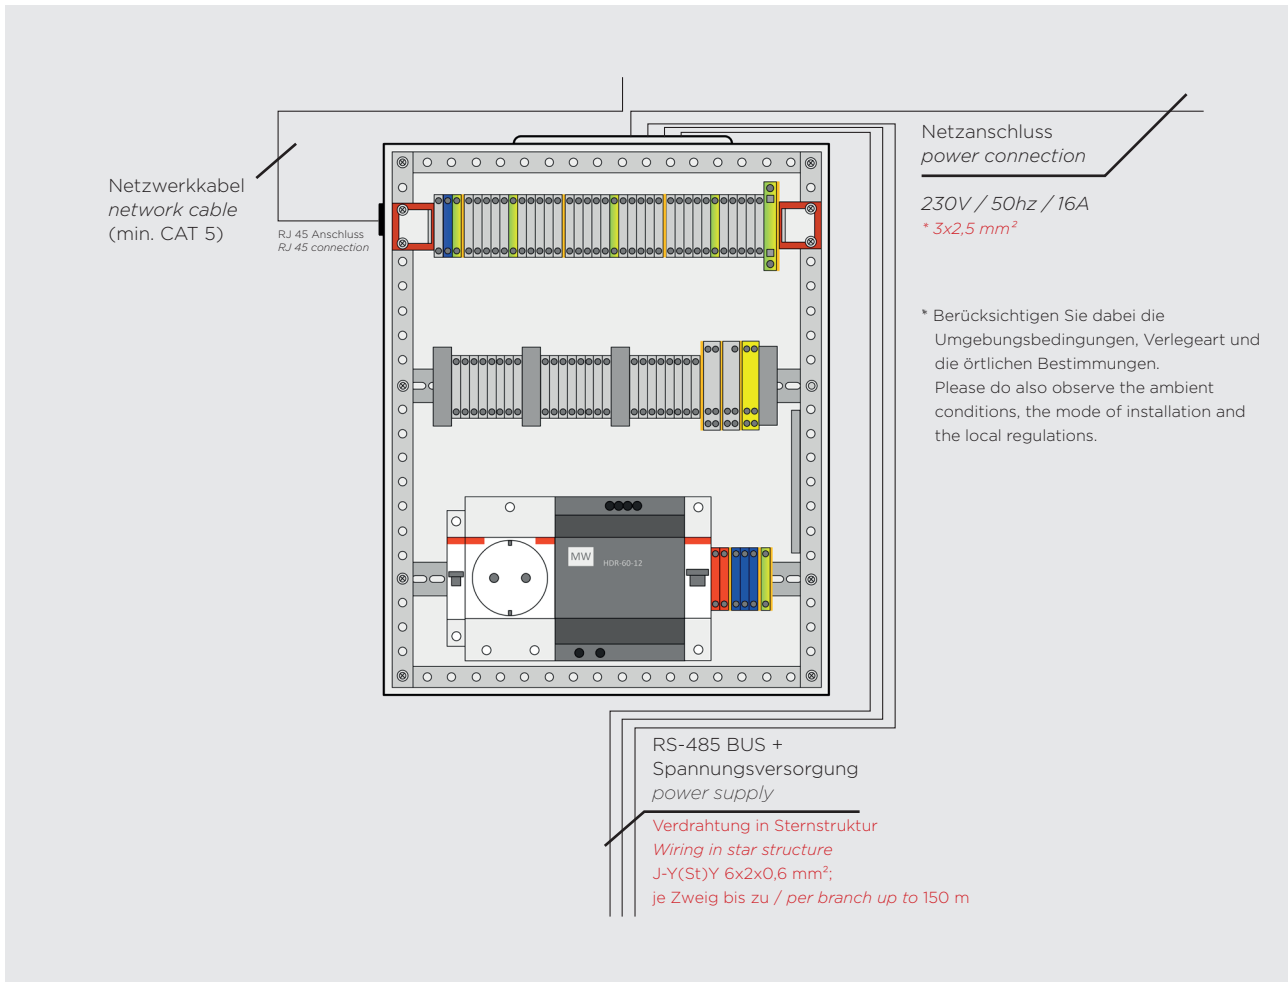 Netzwerkkabel
network cable
(min. CAT 5)
RJ 45 Anschluss
RJ 45 connection
Netzanschluss
power connection
230V / 50hz / 16A
* 3x2,5 mm²
* Berücksichtigen Sie dabei die
Umgebungsbedingungen, Verlegeart und
die örtlichen Bestimmungen.
Please do also observe the ambient
conditions, the mode of installation and
the local regulations.
MW
HDR-60-12
RS-485 BUS +
Spannungsversorgung
power supply
Verdrahtung in Sternstruktur
Wiring in star structure
J-Y(St)Y 6x2x0,6 mm²;
je Zweig bis zu / per branch up to 150 m